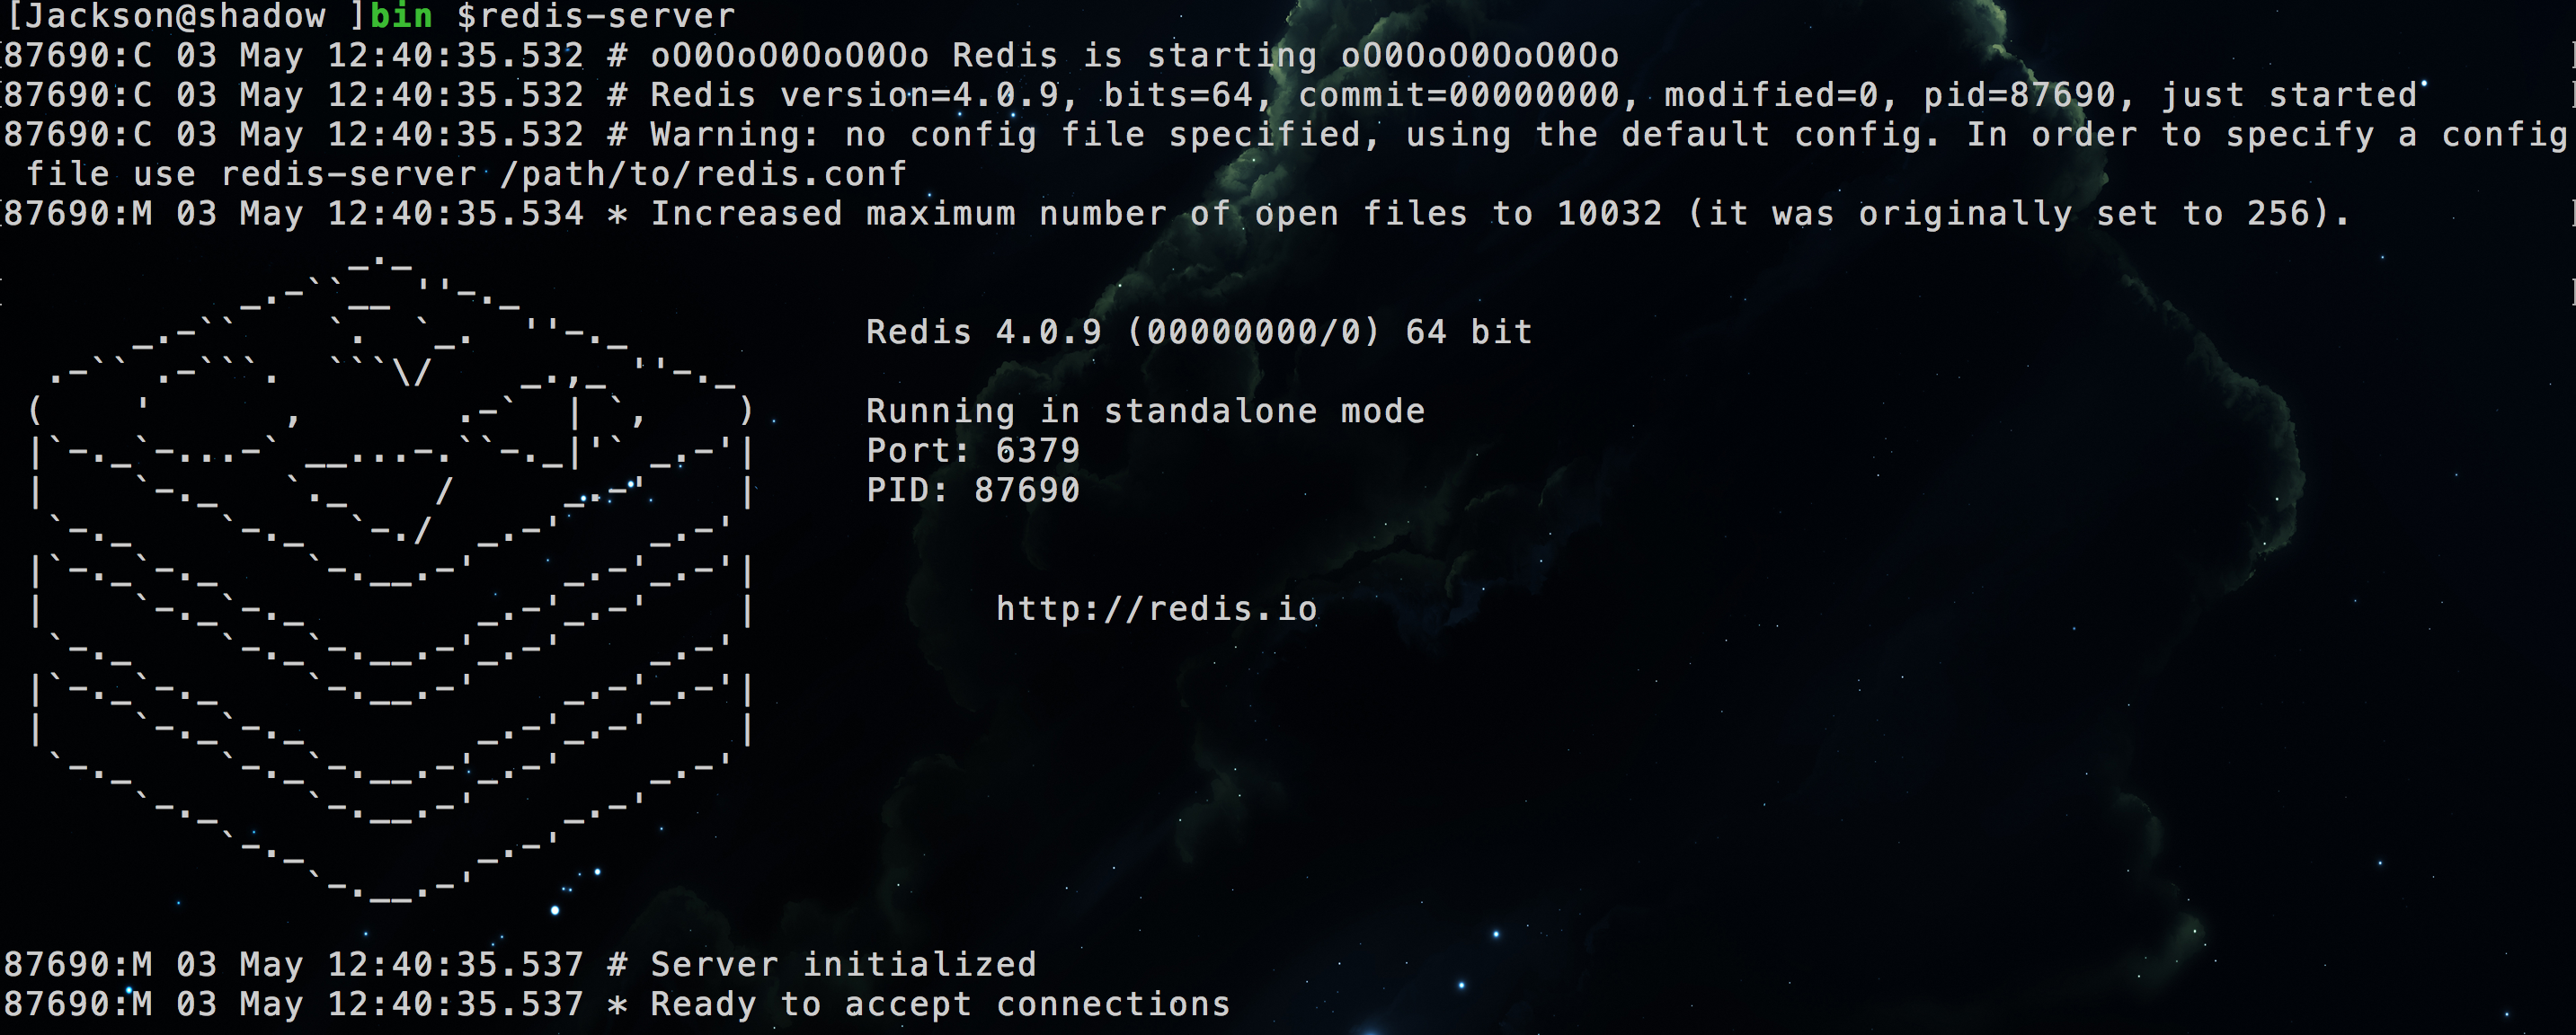 [Jackson@shadow ]bin $redis-server
87690:C 03 May 12:40:35.532 # oO0OoO0OoO0Oo Redis is starting oO0OoO0OoO0Oo
87690:C 03 May 12:40:35.532 # Redis version=4.0.9, bits=64, commit=00000000, modified=0, pid=87690, just started
87690:C 03 May 12:40:35.532 # Warning: no config file specified, using the default config. In order to specify a config
 file use redis-server /path/to/redis.conf
87690:M 03 May 12:40:35.534 * Increased maximum number of open files to 10032 (it was originally set to 256).
Redis 4.0.9 (00000000/0) 64 bit
Running in standalone mode
Port: 6379
PID: 87690
http://redis.io
87690:M 03 May 12:40:35.537 # Server initialized
87690:M 03 May 12:40:35.537 * Ready to accept connections